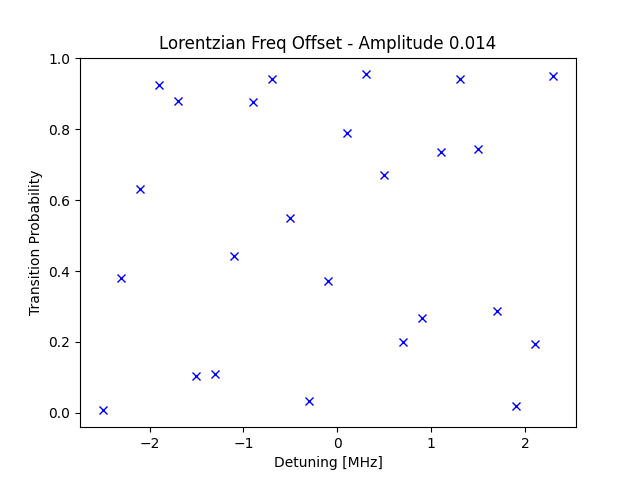 Lorentzian Freq Offset - Amplitude 0.014
1.0
0.8
0.6
0.4
0.2
0.0
Transition Probability
−2 −1 0 1 2
Detuning [MHz]